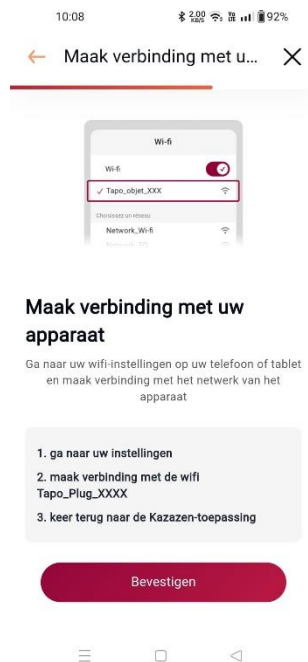 10:08
2.00 KB/S 92%
Maak verbinding met u...
Wi-fi
Wi-fi
Tapo_objet_XXX
Choisissez un réseau
Network_Wi-fi
Maak verbinding met uw
apparaat
Ga naar uw wifi-instellingen op uw telefoon of tablet
en maak verbinding met het netwerk van het
apparaat
1. ga naar uw instellingen
2. maak verbinding met de wifi
Tapo_Plug_XXXX
3. keer terug naar de Kazazen-toepassing
Bevestigen